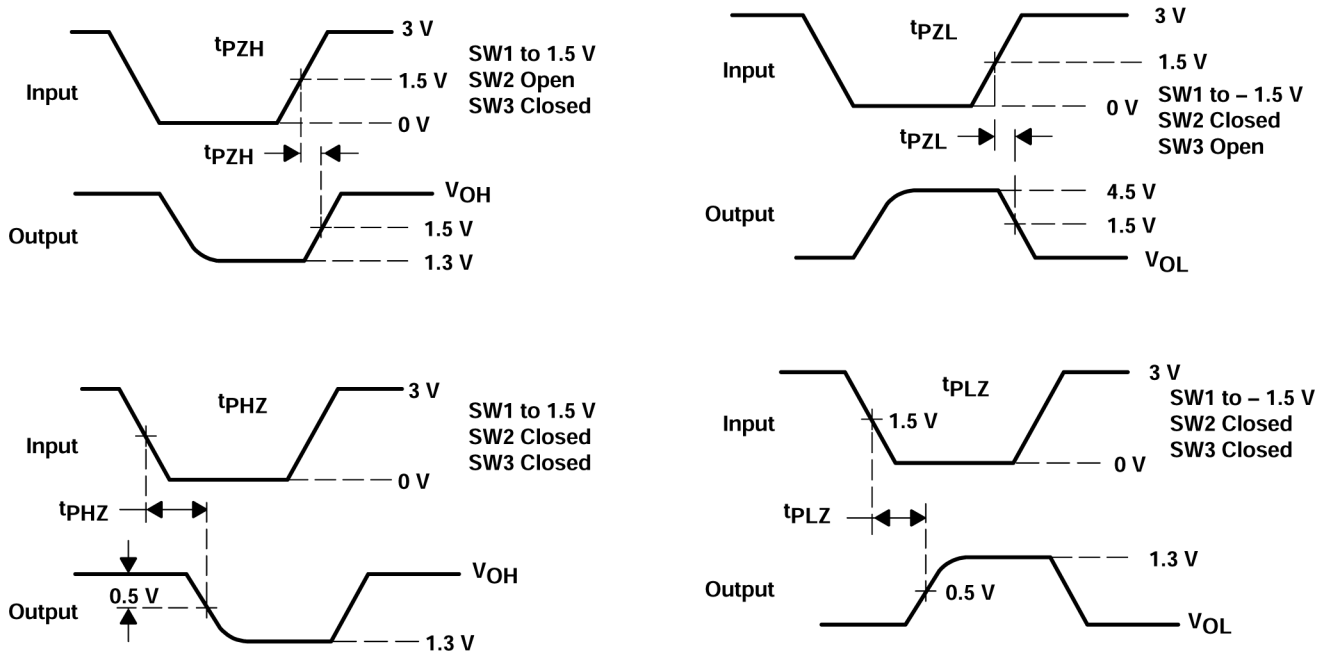 tPZH
3 V
SW1 to 1.5 V
SW2 Open
SW3 Closed
Input
1.5 V
0 V
tPZH
VOH
Output
1.5 V
1.3 V
tPZL
3 V
Input
1.5 V
0 V
SW1 to – 1.5 V
SW2 Closed
SW3 Open
tPZL
4.5 V
Output
1.5 V
VOL
tPHZ
3 V
SW1 to 1.5 V
SW2 Closed
SW3 Closed
Input
0 V
tPHZ
VOH
0.5 V
Output
1.3 V
tPLZ
3 V
SW1 to – 1.5 V
SW2 Closed
SW3 Closed
Input
1.5 V
0 V
tPLZ
1.3 V
Output
0.5 V
VOL